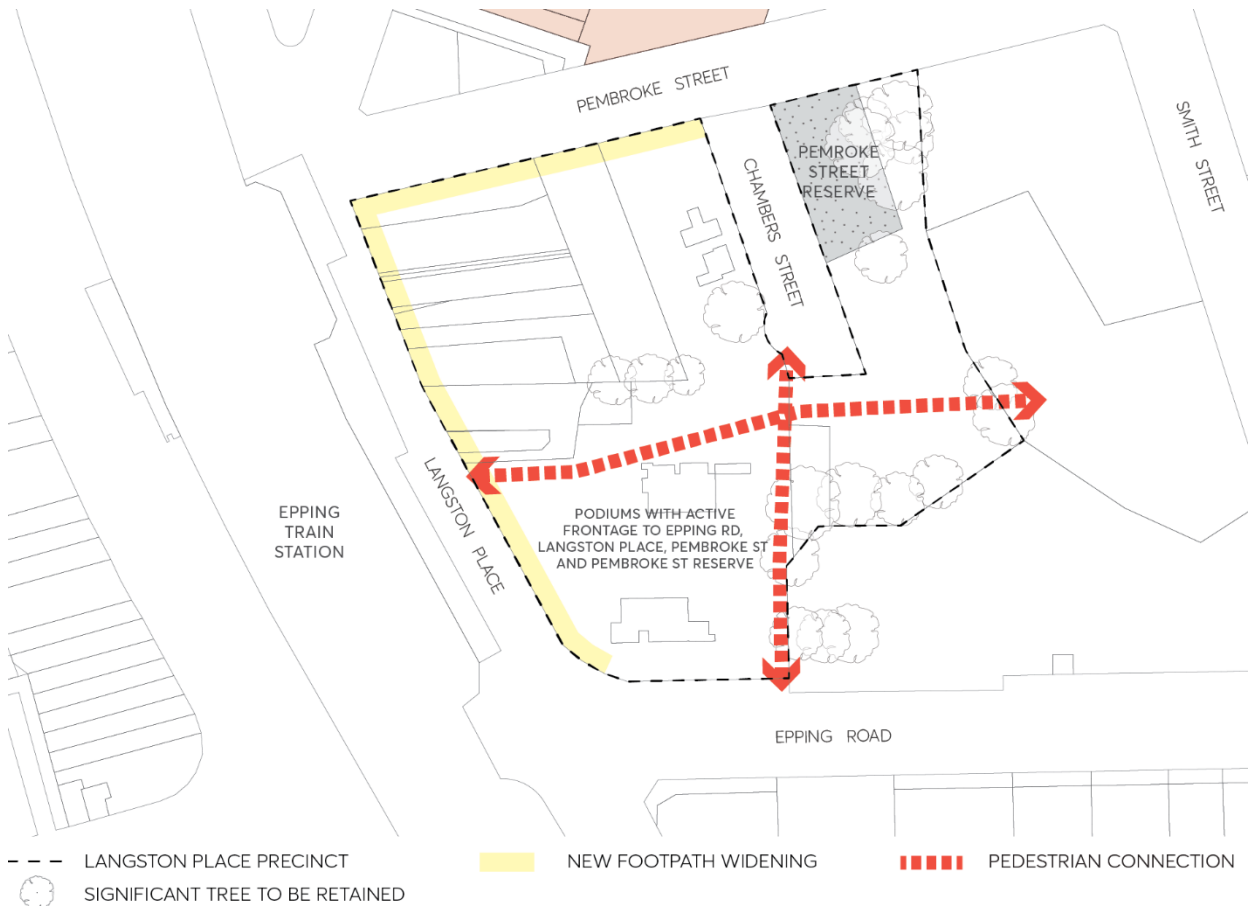 PEMBROKE STREET
SMITH STREET
PEMROKE
STREET
RESERVE
CHAMBERS STREET
LANGSTON PLACE
EPPING
TRAIN
STATION
PODIUMS WITH ACTIVE
FRONTAGE TO EPPING RD,
LANGSTON PLACE, PEMBROKE ST
AND PEMBROKE ST RESERVE
EPPING ROAD
LANGSTON PLACE PRECINCT
NEW FOOTPATH WIDENING
PEDESTRIAN CONNECTION
SIGNIFICANT TREE TO BE RETAINED